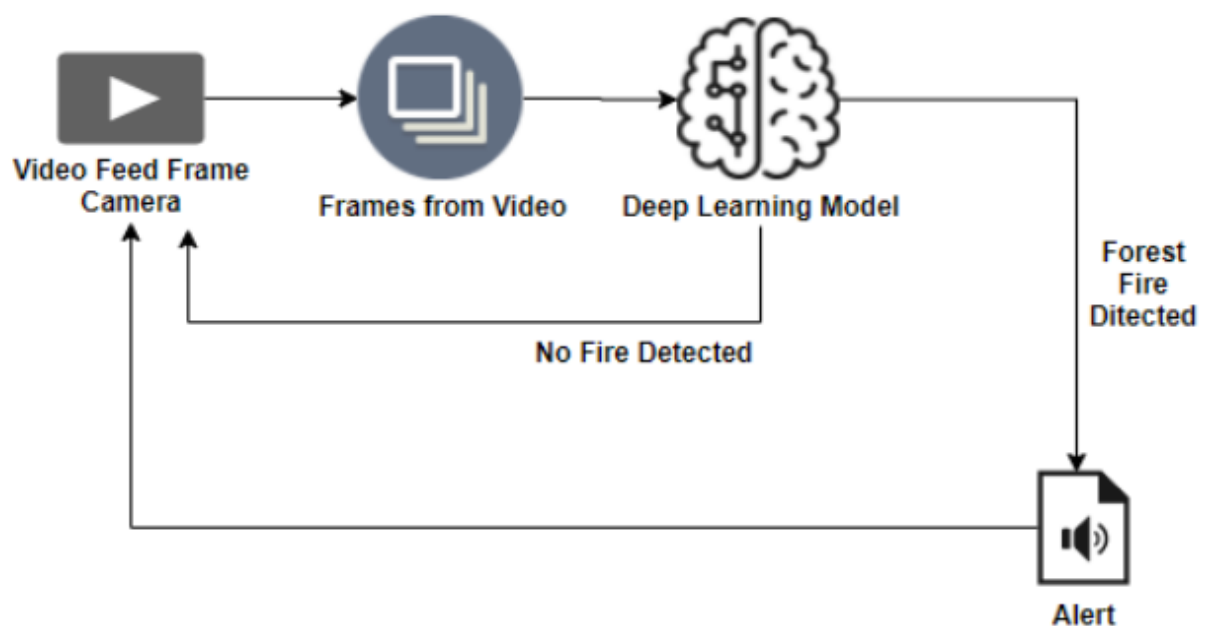 Video Feed Frame
Camera
Frames from Video
Deep Learning Model
Forest
Fire
Ditected
No Fire Detected
Alert